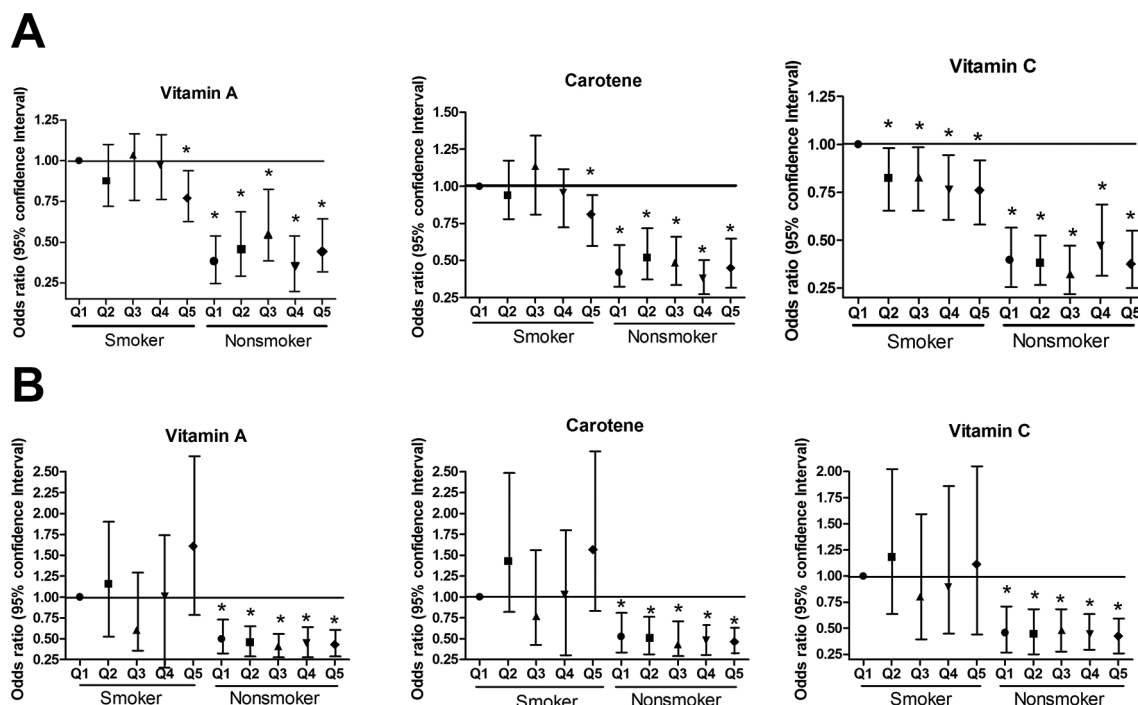 A
Vitamin A
Odds ratio (95% confidence Interval)
1.25
1.00
0.75
0.50
0.25
* * * * * *
Q1 Q2 Q3 Q4 Q5 Q1 Q2 Q3 Q4 Q5
Smoker Nonsmoker
Carotene
Odds ratio (95% confidence Interval)
1.50
1.25
1.00
0.75
0.50
0.25
* * * * * *
Q1 Q2 Q3 Q4 Q5 Q1 Q2 Q3 Q4 Q5
Smoker Nonsmoker
Vitamin C
Odds ratio (95% confidence Interval)
1.25
1.00
0.75
0.50
0.25
* * * * * * * * *
Q1 Q2 Q3 Q4 Q5 Q1 Q2 Q3 Q4 Q5
Smoker Nonsmoker
B
Vitamin A
Odds ratio (95% confidence Interval)
2.50
2.25
2.00
1.75
1.50
1.25
1.00
0.75
0.50
0.25
* * * * *
Q1 Q2 Q3 Q4 Q5 Q1 Q2 Q3 Q4 Q5
Smoker Nonsmoker
Carotene
Odds ratio (95% confidence Interval)
2.50
2.25
2.00
1.75
1.50
1.25
1.00
0.75
0.50
0.25
* * * * *
Q1 Q2 Q3 Q4 Q5 Q1 Q2 Q3 Q4 Q5
Smoker Nonsmoker
Vitamin C
Odds ratio (95% confidence Interval)
2.00
1.75
1.50
1.25
1.00
0.75
0.50
0.25
* * * * *
Q1 Q2 Q3 Q4 Q5 Q1 Q2 Q3 Q4 Q5
Smoker Nonsmoker